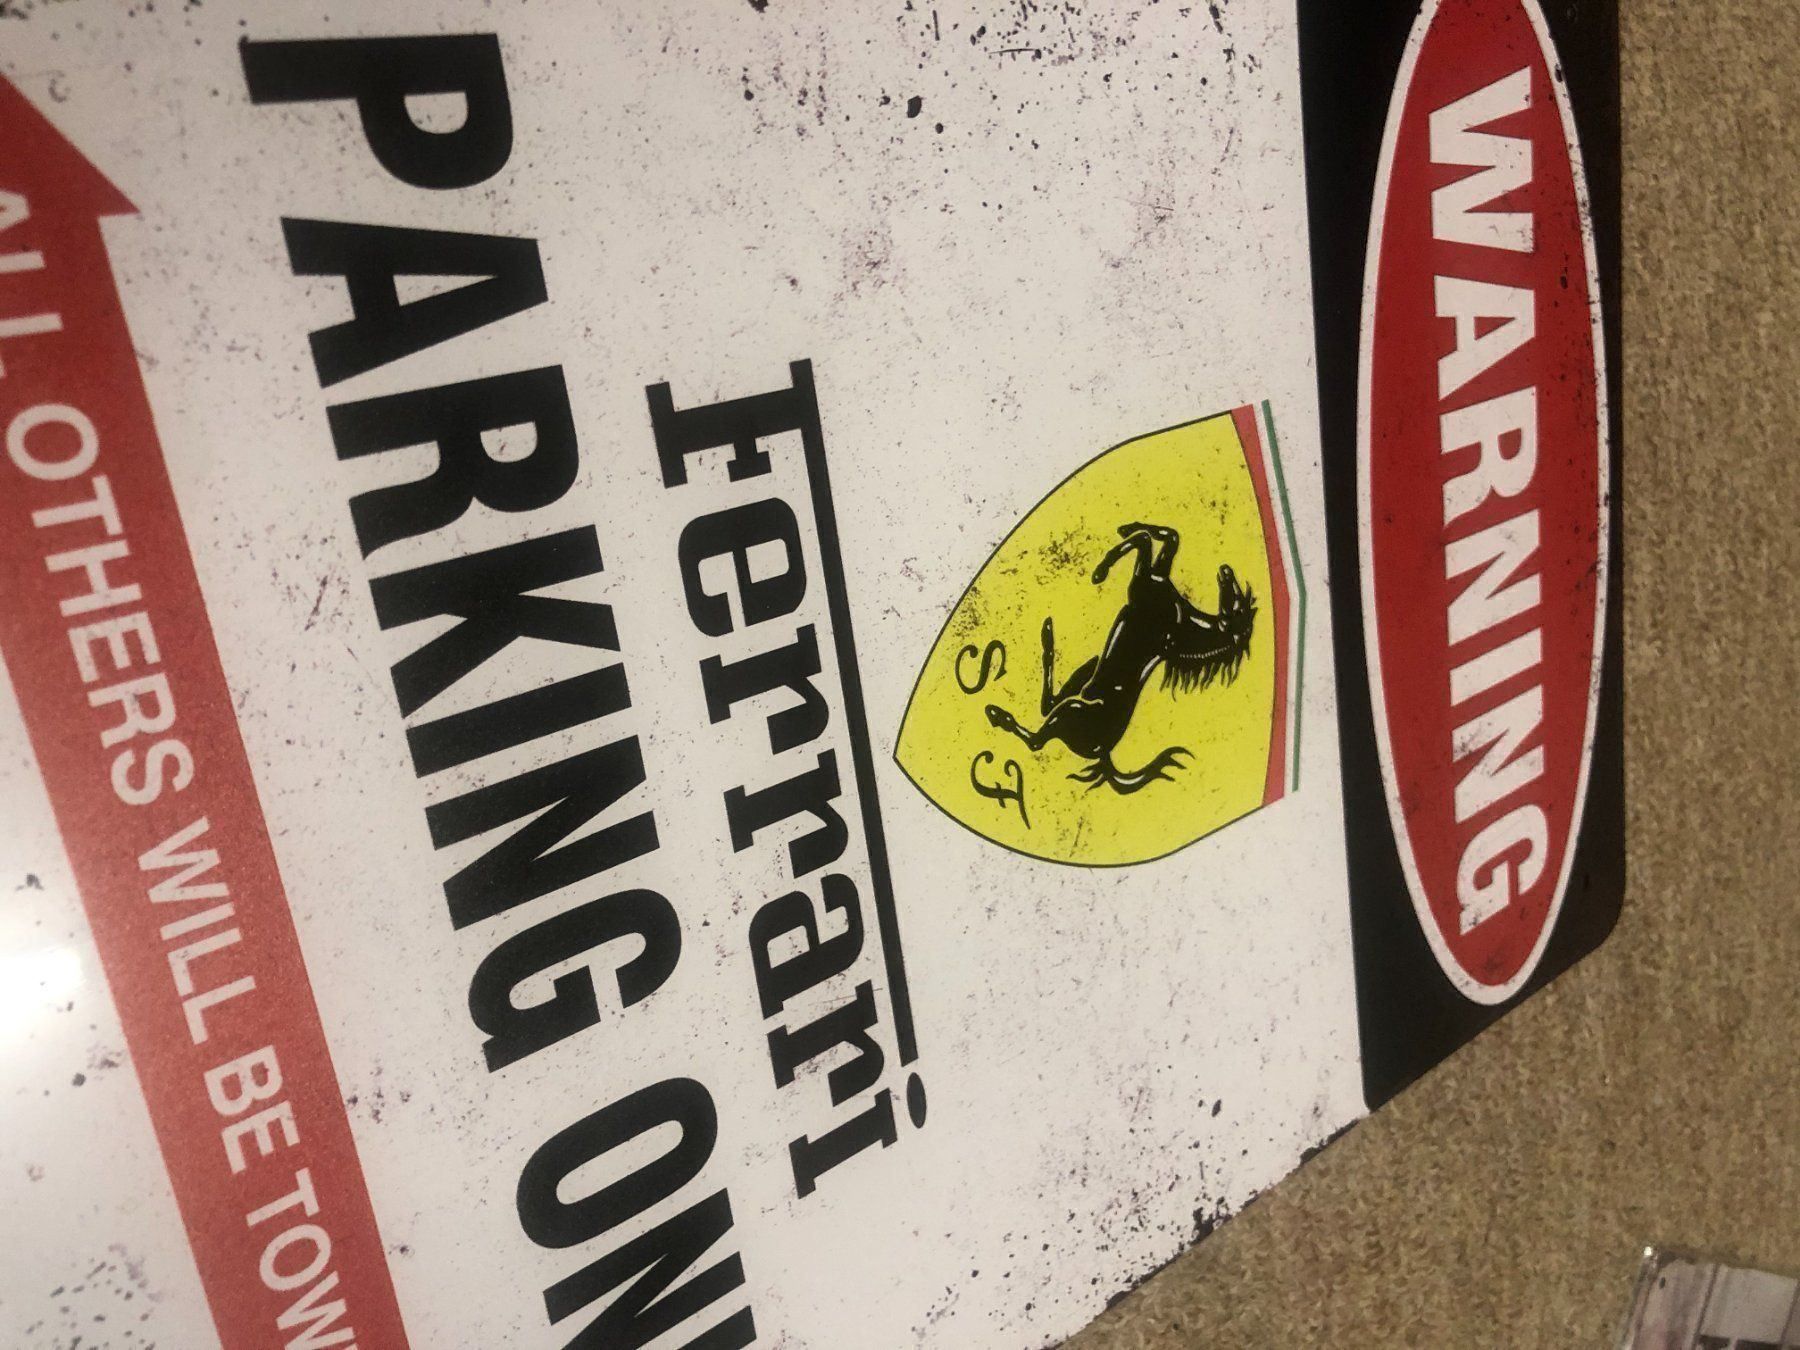 WARNING
S F
Ferrari
PARKING ON
ALL OTHERS WILL BE TOW